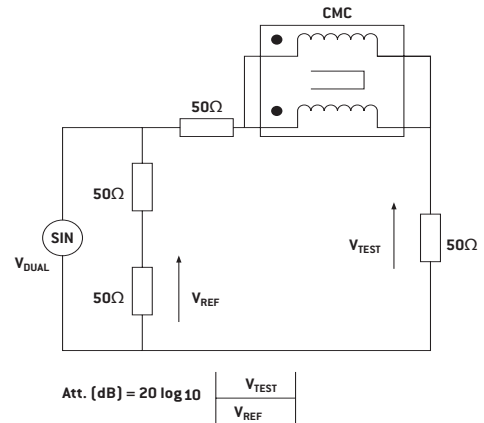 CMC
50Ω
50Ω
SIN
V_DUAL
50Ω
V_REF
V_TEST
50Ω
Att. (dB) = 20 log10 | V_TEST / V_REF |